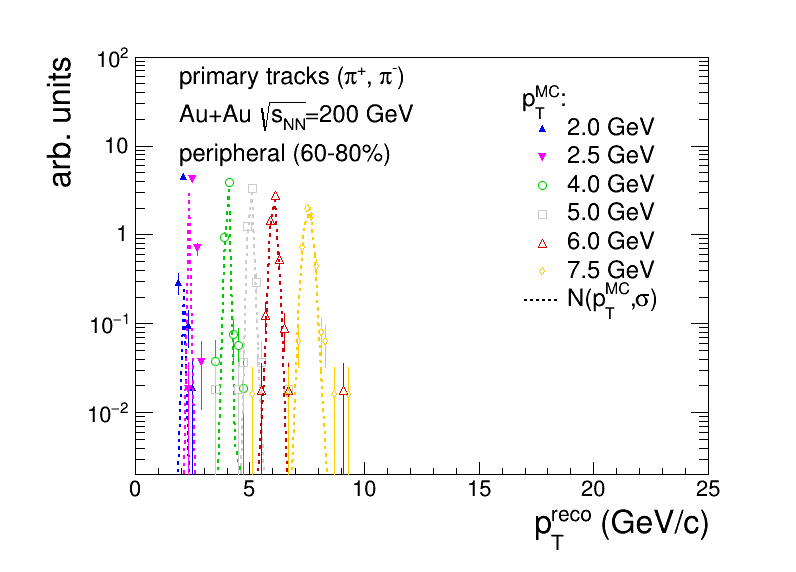 primary tracks (π⁺, π⁻)
Au+Au √s_NN=200 GeV
peripheral (60-80%)
p_T^MC:
2.0 GeV
2.5 GeV
4.0 GeV
5.0 GeV
6.0 GeV
7.5 GeV
N(p_T^MC,σ)
arb. units
10²
10
1
10⁻¹
10⁻²
0 5 10 15 20 25
p_T^reco (GeV/c)